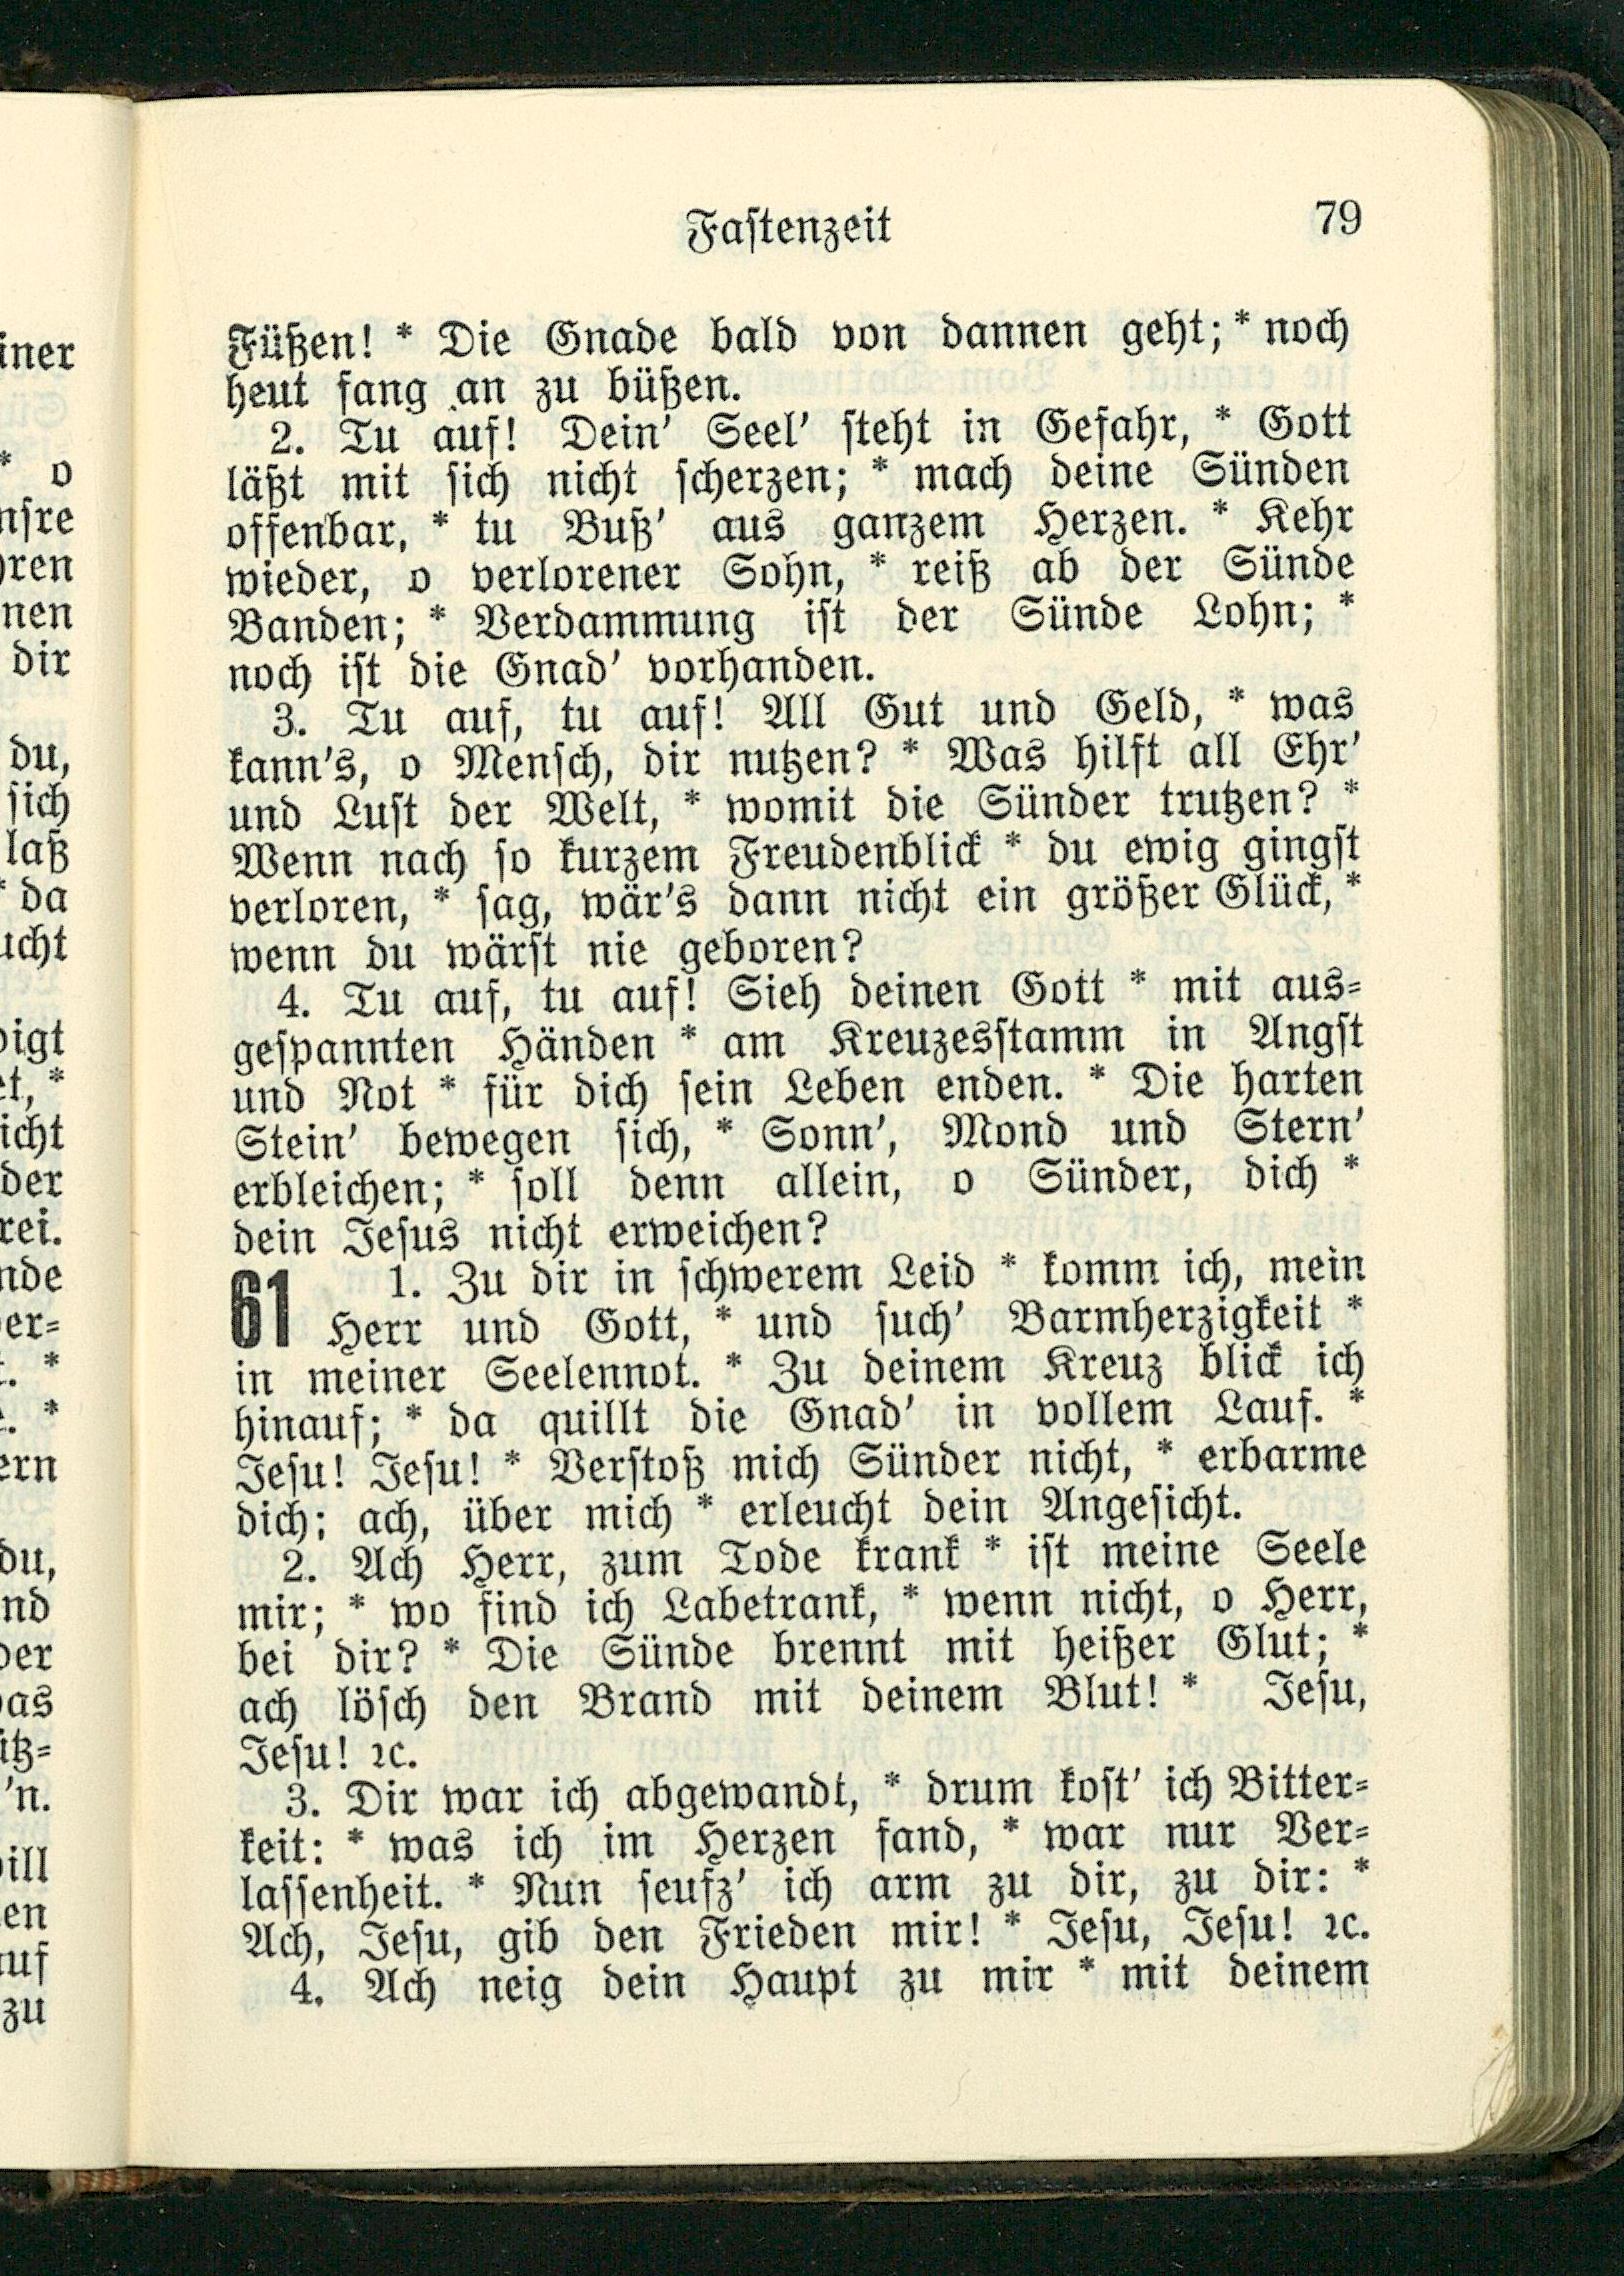 Fastenzeit 79
Füßen! * Die Gnade bald von dannen geht; * noch
heut fang an zu büßen.
2. Tu auf! Dein' Seel' steht in Gefahr, * Gott
läßt mit sich nicht scherzen; * mach deine Sünden
offenbar, * tu Buß' aus ganzem Herzen. * Kehr
wieder, o verlorener Sohn, * reiß ab der Sünde
Banden; * Verdammung ist der Sünde Lohn; *
noch ist die Gnad' vorhanden.
3. Tu auf, tu auf! All Gut und Geld, * was
kann's, o Mensch, dir nutzen? * Was hilft all Ehr'
und Lust der Welt, * womit die Sünder trutzen? *
Wenn nach so kurzem Freudenblick * du ewig gingst
verloren, * sag, wär's dann nicht ein größer Glück, *
wenn du wärst nie geboren?
4. Tu auf, tu auf! Sieh deinen Gott * mit aus-
gespannten Händen * am Kreuzesstamm in Angst
und Not * für dich sein Leben enden. * Die harten
Stein' bewegen sich, * Sonn', Mond und Stern'
erbleichen; * soll denn allein, o Sünder, dich *
dein Jesus nicht erweichen?
61 1. Zu dir in schwerem Leid * komm ich, mein
Herr und Gott, * und such' Barmherzigkeit *
in meiner Seelennot. * Zu deinem Kreuz blick ich
hinauf; * da quillt die Gnad' in vollem Lauf. *
Jesu! Jesu! * Verstoß mich Sünder nicht, * erbarme
dich; ach, über mich * erleucht dein Angesicht.
2. Ach Herr, zum Tode krank * ist meine Seele
mir; * wo find ich Labetrank, * wenn nicht, o Herr,
bei dir? * Die Sünde brennt mit heißer Glut; *
ach lösch den Brand mit deinem Blut! * Jesu,
Jesu! ꝛc.
3. Dir war ich abgewandt, * drum kost' ich Bitter-
keit: * was ich im Herzen fand, * war nur Ver-
lassenheit. * Nun seufz' ich arm zu dir, zu dir: *
Ach, Jesu, gib den Frieden mir! * Jesu, Jesu! ꝛc.
4. Ach neig dein Haupt zu mir * mit deinem